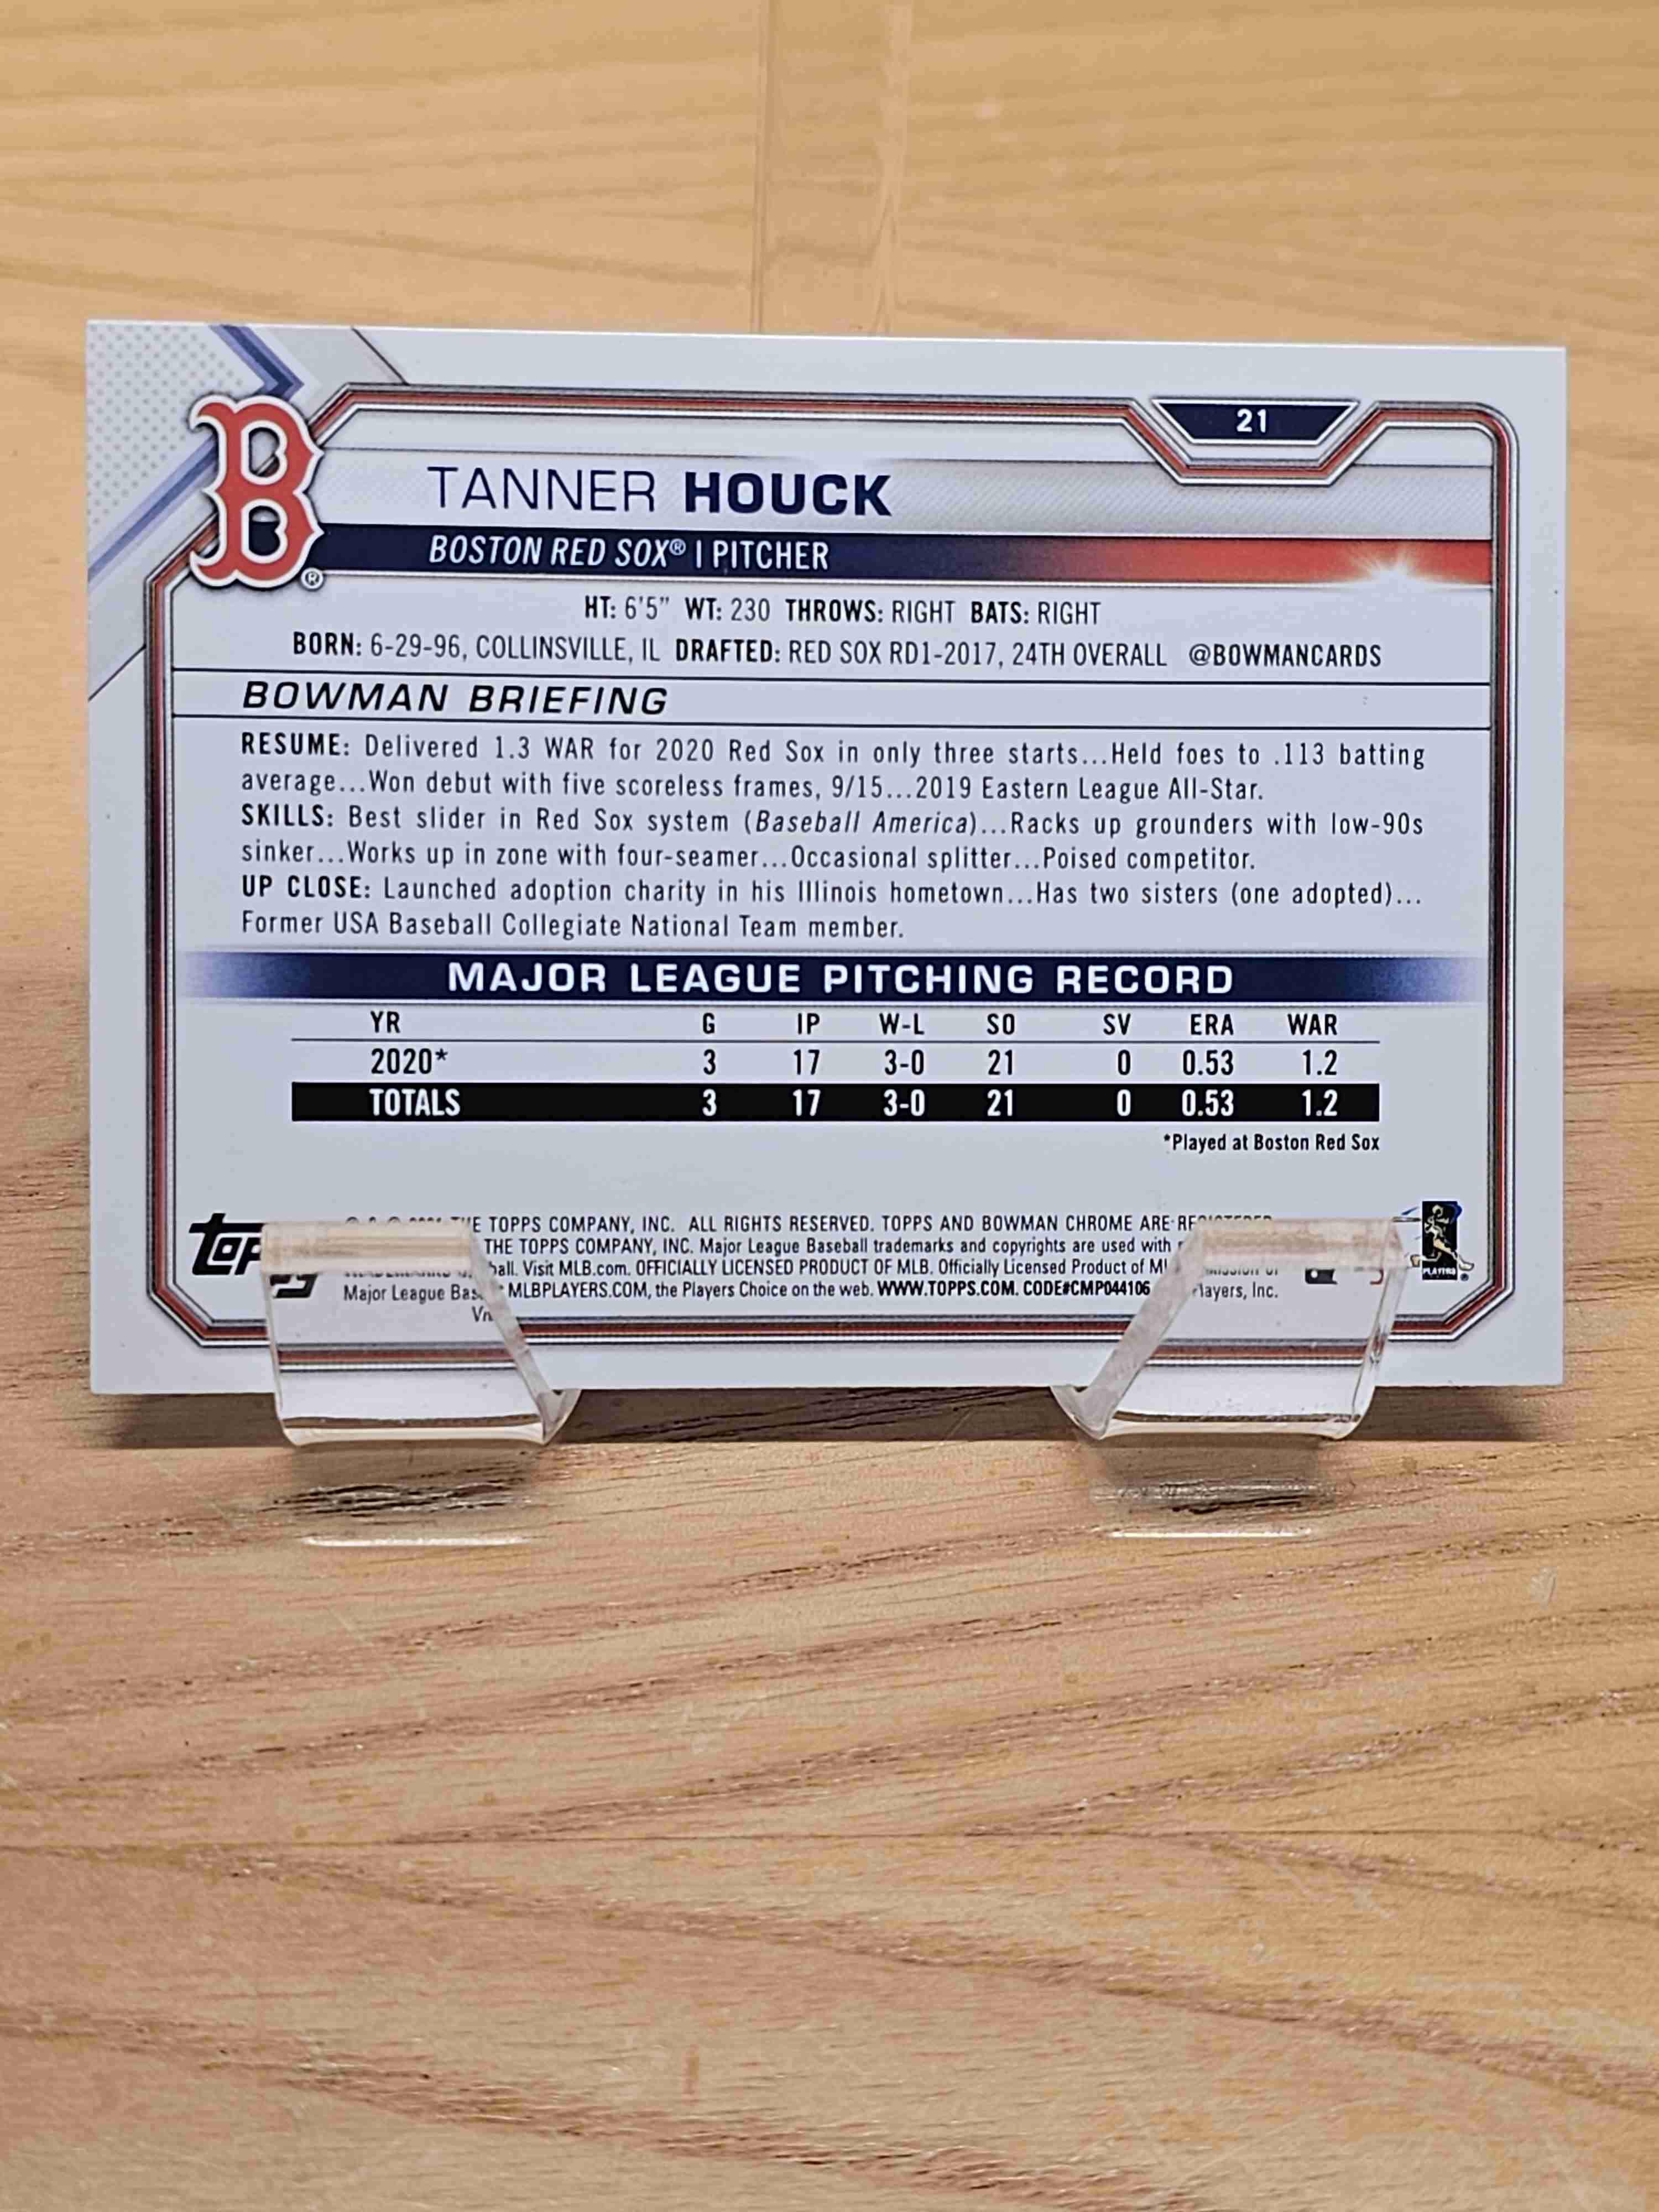 21
B
®
TANNER HOUCK
BOSTON RED SOX® | PITCHER
HT: 6'5" WT: 230 THROWS: RIGHT BATS: RIGHT
BORN: 6-29-96, COLLINSVILLE, IL DRAFTED: RED SOX RD1-2017, 24TH OVERALL @BOWMANCARDS
BOWMAN BRIEFING
RESUME: Delivered 1.3 WAR for 2020 Red Sox in only three starts...Held foes to .113 batting
average...Won debut with five scoreless frames, 9/15...2019 Eastern League All-Star.
SKILLS: Best slider in Red Sox system (Baseball America)...Racks up grounders with low-90s
sinker...Works up in zone with four-seamer...Occasional splitter...Poised competitor.
UP CLOSE: Launched adoption charity in his Illinois hometown...Has two sisters (one adopted)...
Former USA Baseball Collegiate National Team member.
MAJOR LEAGUE PITCHING RECORD
YR G IP W-L SO SV ERA WAR
2020* 3 17 3-0 21 0 0.53 1.2
TOTALS 3 17 3-0 21 0 0.53 1.2
*Played at Boston Red Sox
TOPPS COMPANY, INC. ALL RIGHTS RESERVED. TOPPS AND BOWMAN CHROME ARE
THE TOPPS COMPANY, INC. Major League Baseball trademarks and copyrights are used with
Visit MLB.com. OFFICIALLY LICENSED PRODUCT OF MLB. Officially Licensed Product of
Major League MLBPLAYERS.COM, the Players Choice on the web. WWW.TOPPS.COM. CODE#CMP044106 Inc.
PLAYERS
®